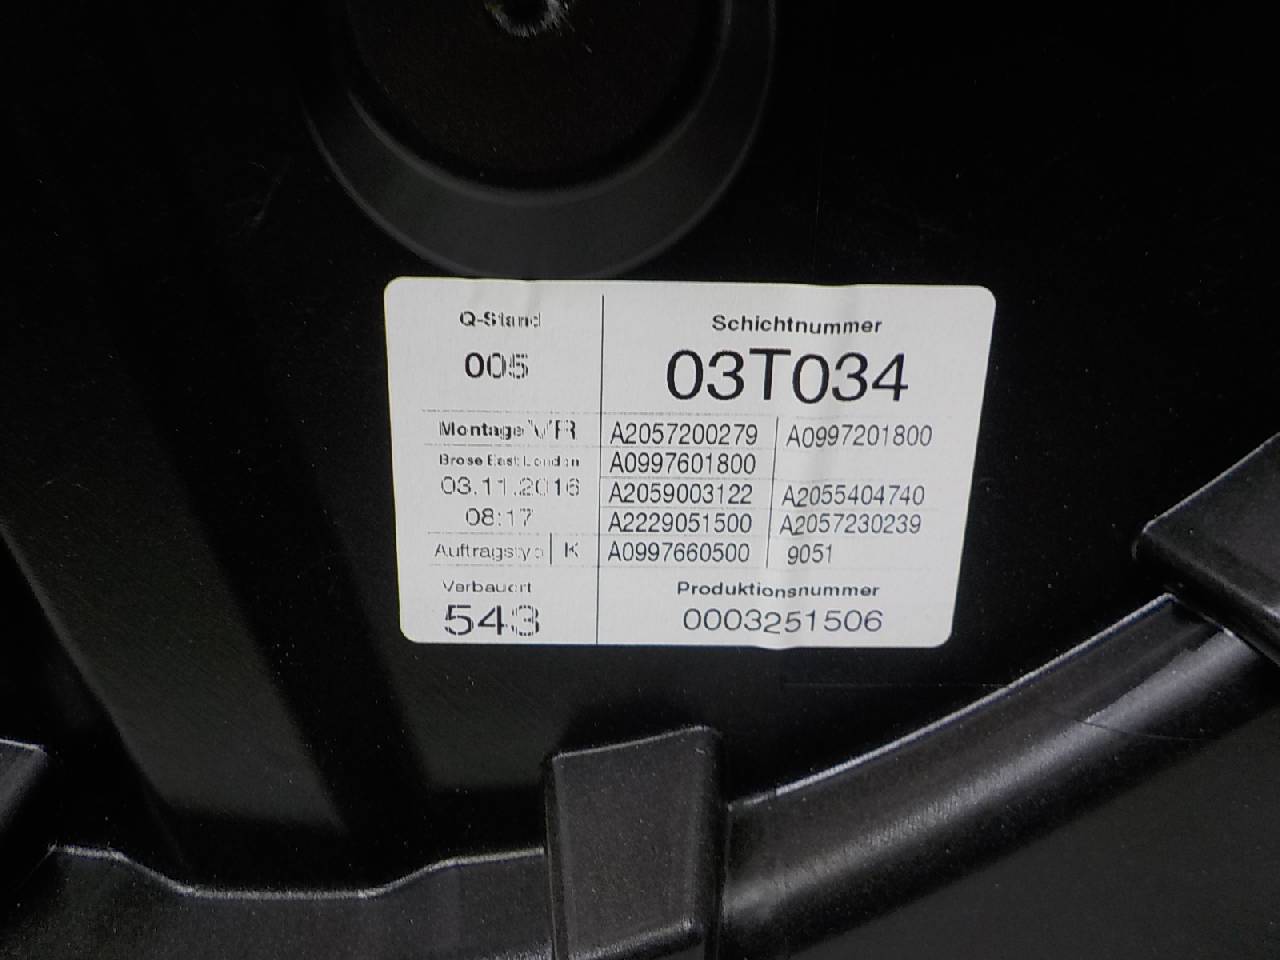 Q-Stand
005
Schichtnummer
03T034
Montage
Brose East London
03.11.2016
08:17
Auftragstyp K
Verbauort
543
A2057200279 A0997201800
A0997601800
A2059003122 A2055404740
A2229051500 A2057230239
A0997660500 9051
Produktionsnummer
0003251506